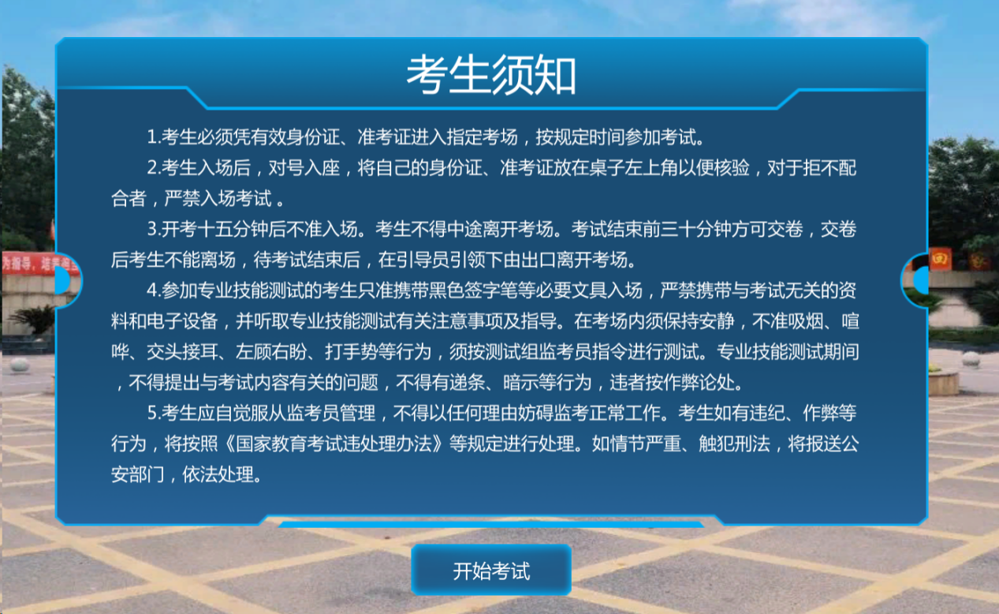 考生须知
1.考生必须凭有效身份证、准考证进入指定考场，按规定时间参加考试。
2.考生入场后，对号入座，将自己的身份证、准考证放在桌子左上角以便核验，对于拒不配
合者，严禁入场考试 。
3.开考十五分钟后不准入场。考生不得中途离开考场。考试结束前三十分钟方可交卷，交卷
后考生不能离场，待考试结束后，在引导员引领下由出口离开考场。
4.参加专业技能测试的考生只准携带黑色签字笔等必要文具入场，严禁携带与考试无关的资
料和电子设备，并听取专业技能测试有关注意事项及指导。在考场内须保持安静，不准吸烟、喧
哗、交头接耳、左顾右盼、打手势等行为，须按测试组监考员指令进行测试。专业技能测试期间
，不得提出与考试内容有关的问题，不得有递条、暗示等行为，违者按作弊论处。
5.考生应自觉服从监考员管理，不得以任何理由妨碍监考正常工作。考生如有违纪、作弊等
行为，将按照《国家教育考试违处理办法》等规定进行处理。如情节严重、触犯刑法，将报送公
安部门，依法处理。
为指导，培养
开始考试